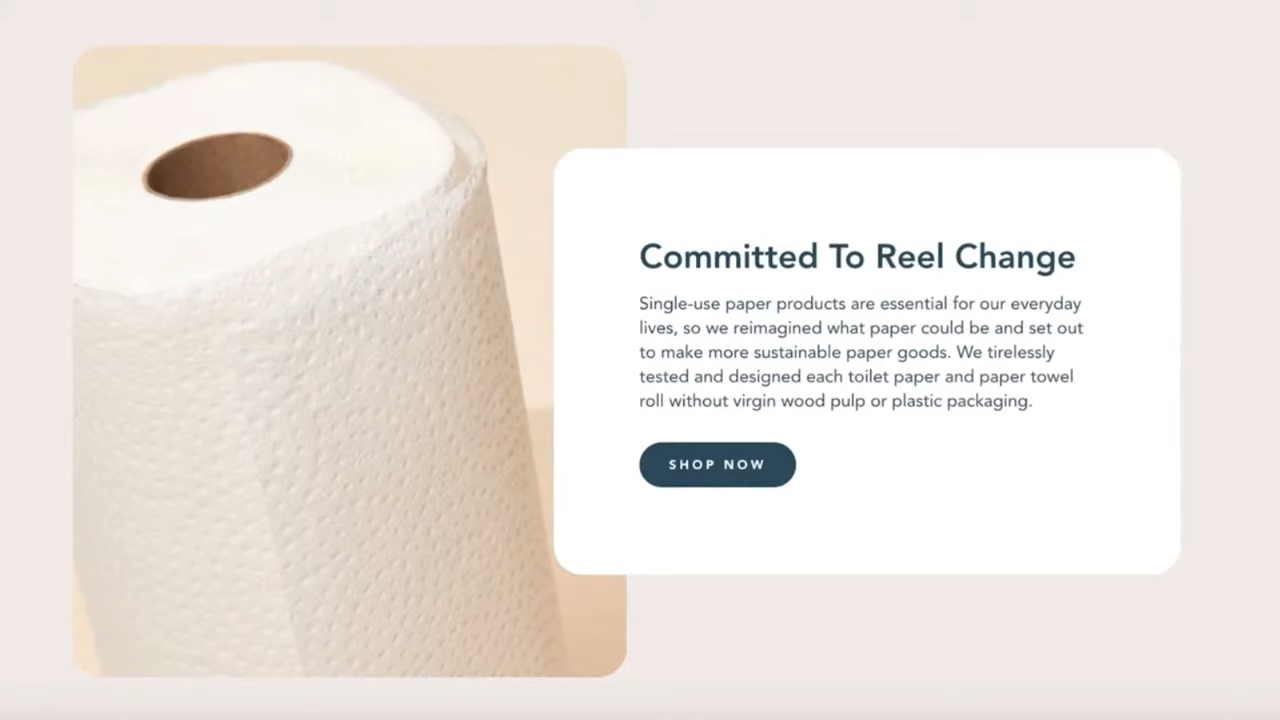 Committed To Reel Change
Single-use paper products are essential for our everyday
lives, so we reimagined what paper could be and set out
to make more sustainable paper goods. We tirelessly
tested and designed each toilet paper and paper towel
roll without virgin wood pulp or plastic packaging.
SHOP NOW